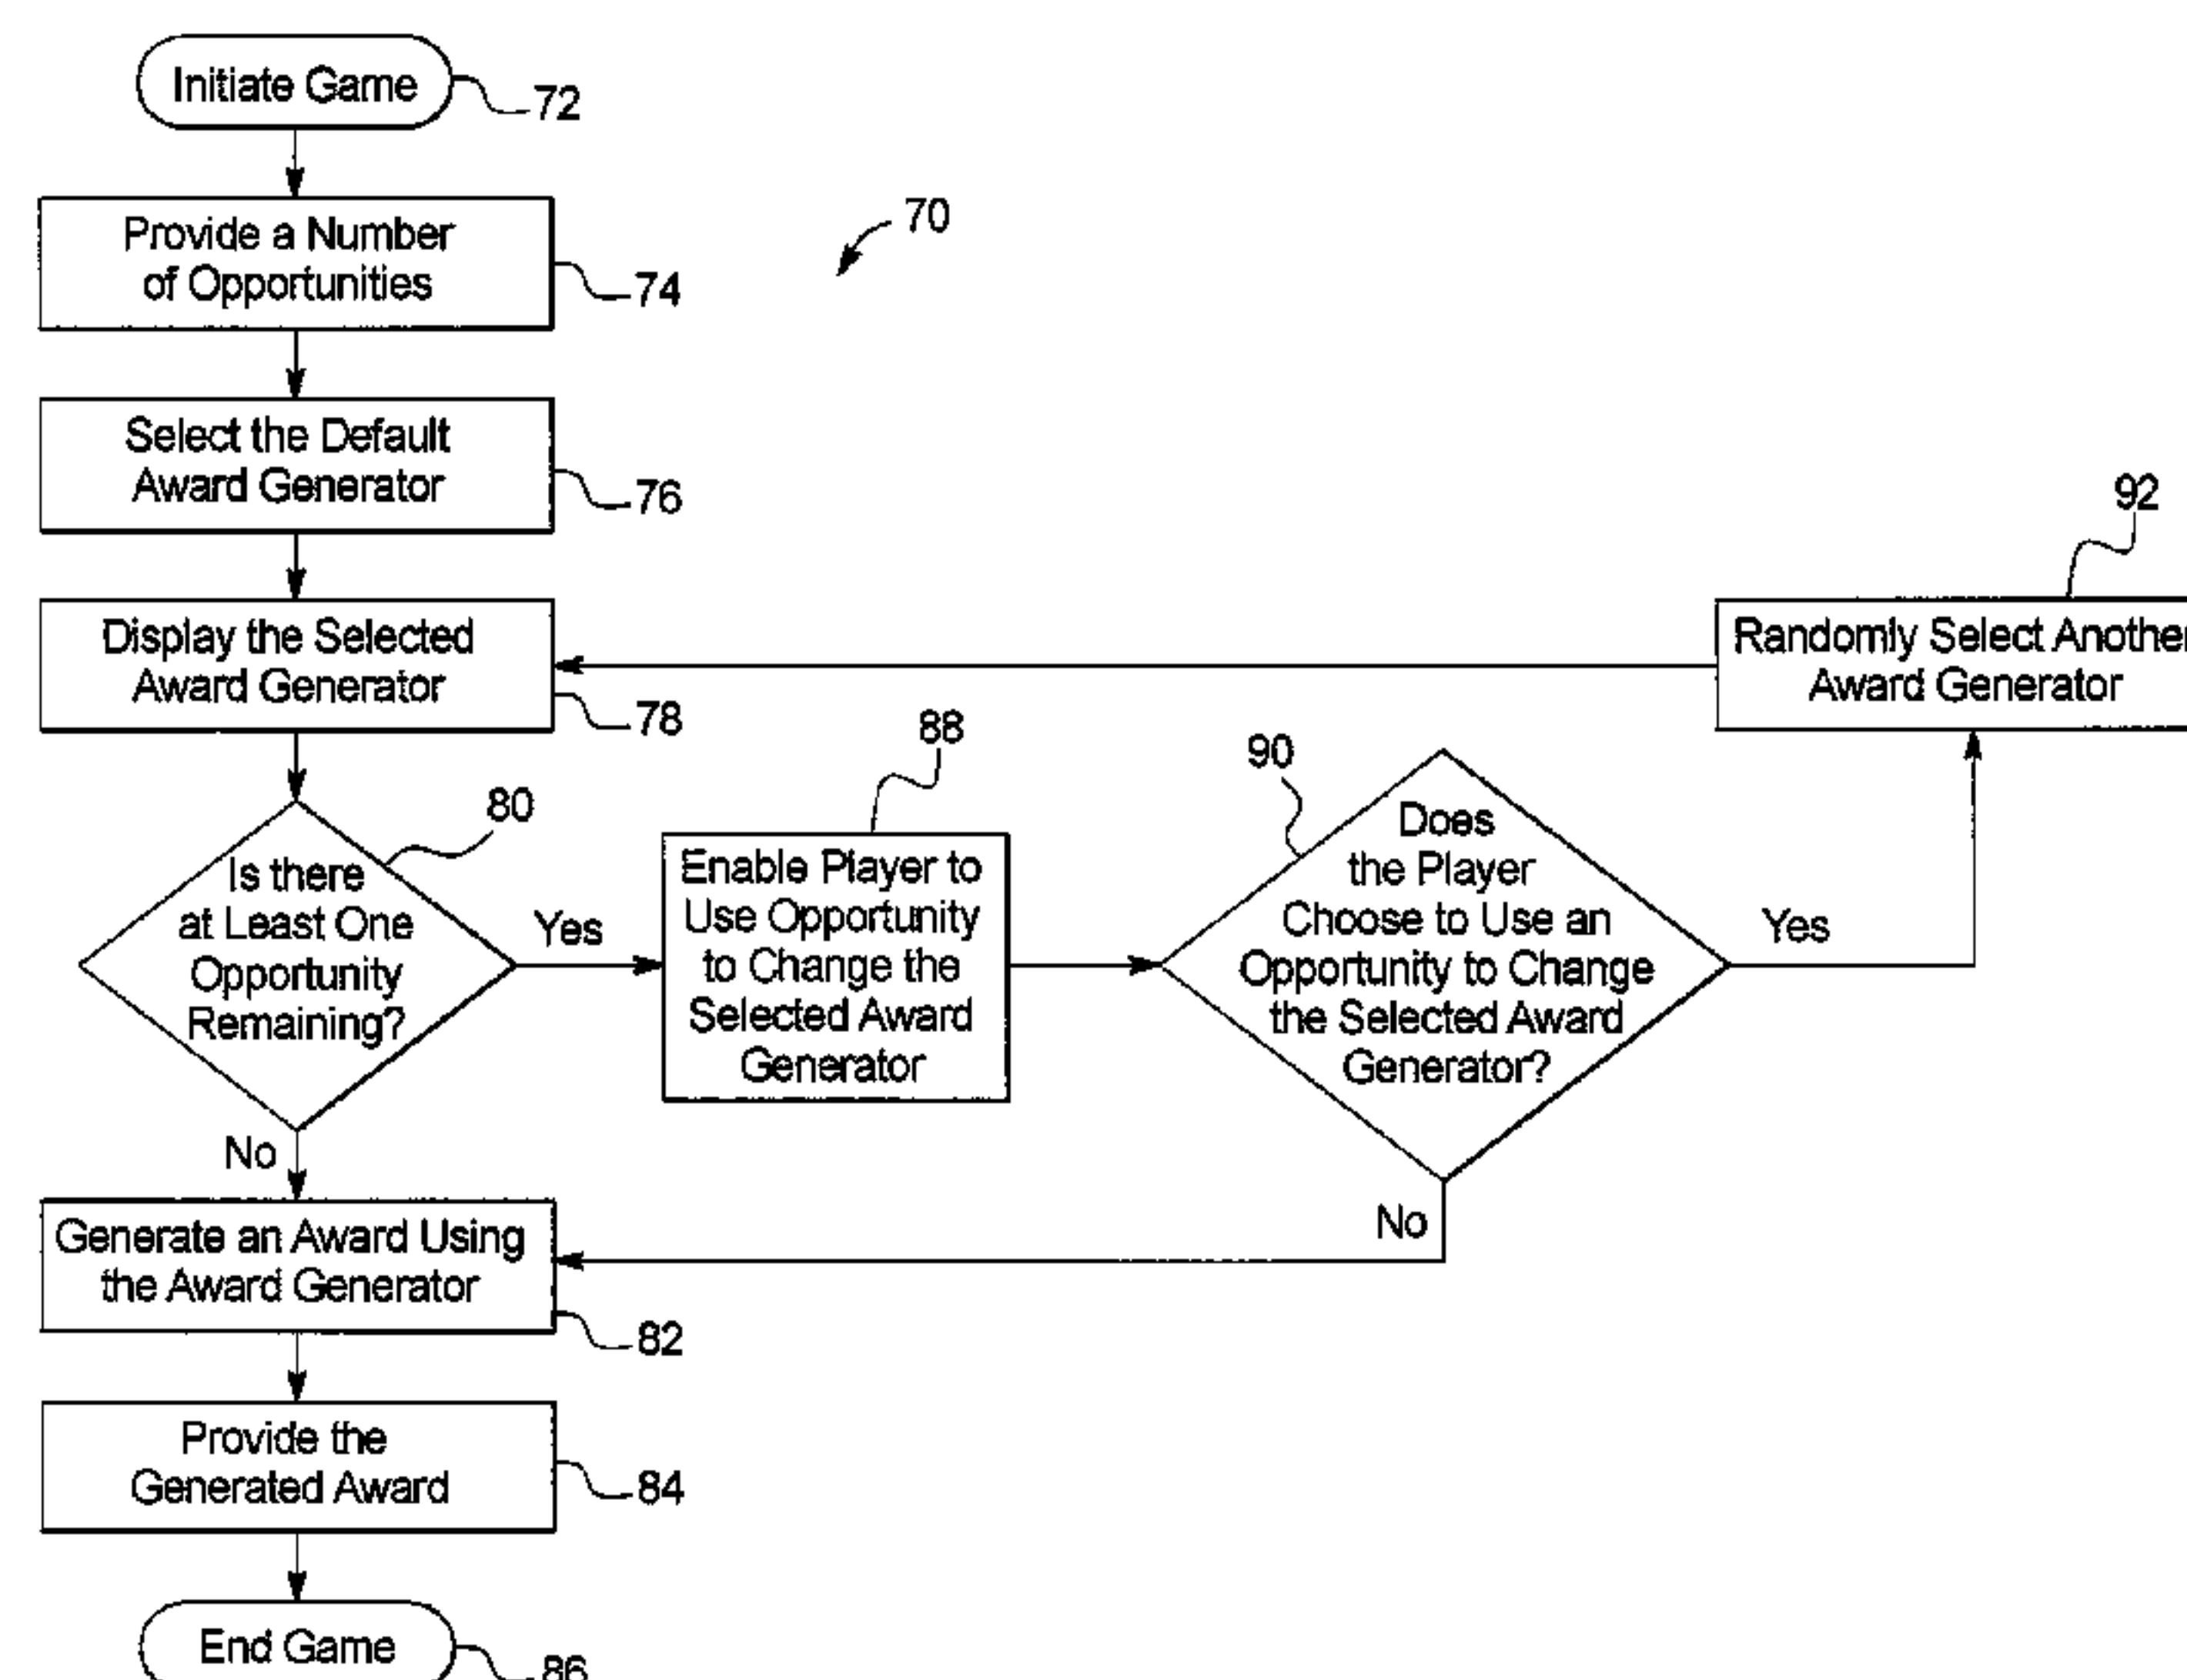 Initiate Game
72
Provide a Number
of Opportunities
74
70
Select the Default
Award Generator
76
92
Display the Selected
Award Generator
78
Randomly Select Another
Award Generator
88
90
80
Is there
at Least One
Opportunity
Remaining?
Yes
Enable Player to
Use Opportunity
to Change the
Selected Award
Generator
Does
the Player
Choose to Use an
Opportunity to Change
the Selected Award
Generator?
Yes
No
No
Generate an Award Using
the Award Generator
82
Provide the
Generated Award
84
End Game
86